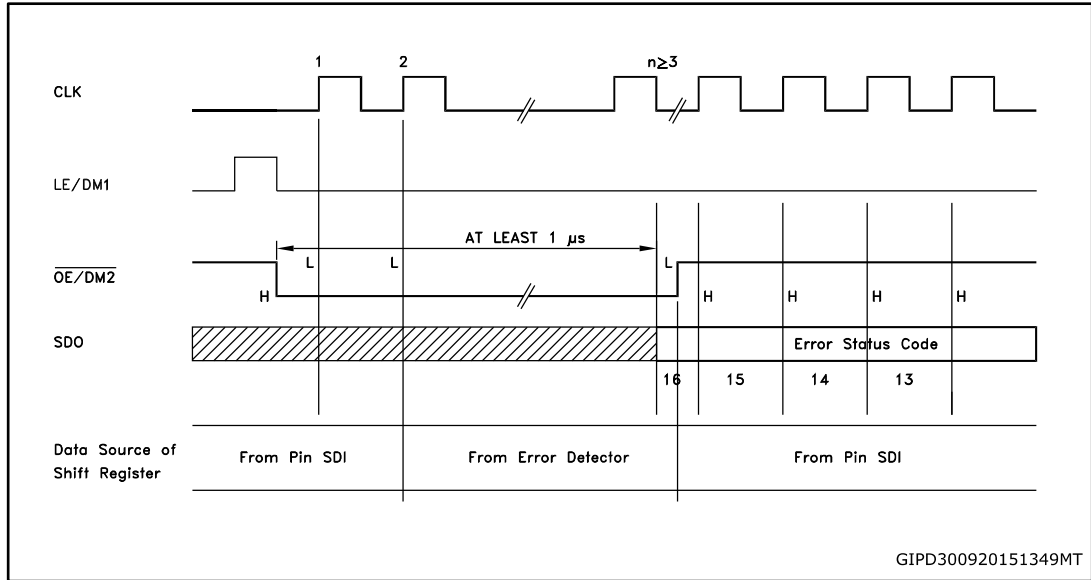 1 2 n≥3
CLK
LE/DM1
AT LEAST 1 µs
L L L
OE/DM2
H H H H H
SDO
Error Status Code
16 15 14 13
Data Source of
Shift Register
From Pin SDI From Error Detector From Pin SDI
GIPD300920151349MT